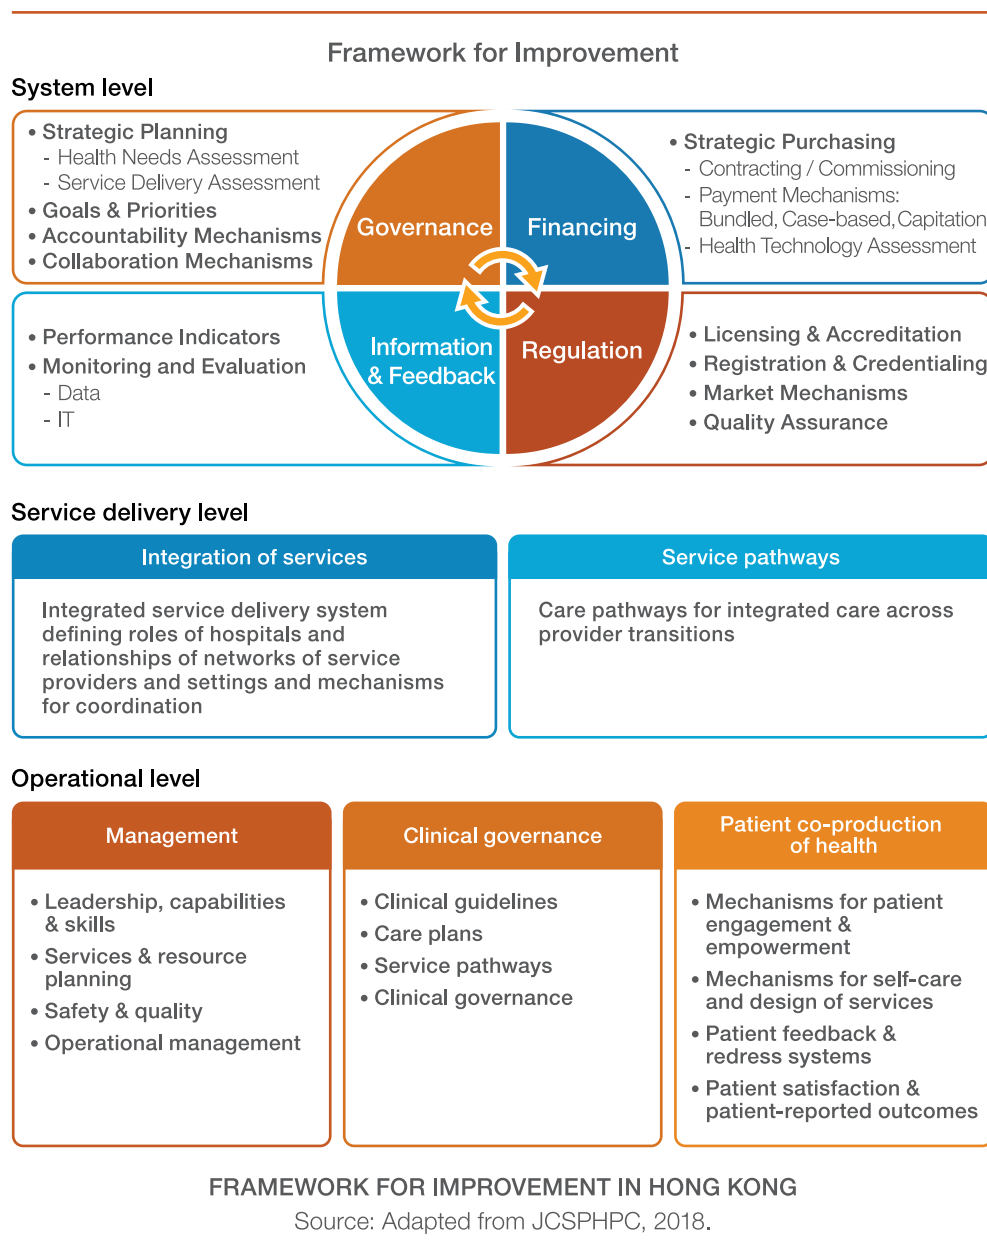 Framework for Improvement
System level
• Strategic Planning
- Health Needs Assessment
- Service Delivery Assessment
• Goals & Priorities
• Accountability Mechanisms
• Collaboration Mechanisms
Governance
Financing
• Strategic Purchasing
- Contracting / Commissioning
- Payment Mechanisms:
Bundled, Case-based, Capitation
- Health Technology Assessment
• Performance Indicators
• Monitoring and Evaluation
- Data
- IT
Information
& Feedback
Regulation
• Licensing & Accreditation
• Registration & Credentialing
• Market Mechanisms
• Quality Assurance
Service delivery level
Integration of services
Integrated service delivery system
defining roles of hospitals and
relationships of networks of service
providers and settings and mechanisms
for coordination
Service pathways
Care pathways for integrated care across
provider transitions
Operational level
Management
• Leadership, capabilities
& skills
• Services & resource
planning
• Safety & quality
• Operational management
Clinical governance
• Clinical guidelines
• Care plans
• Service pathways
• Clinical governance
Patient co-production
of health
• Mechanisms for patient
engagement &
empowerment
• Mechanisms for self-care
and design of services
• Patient feedback &
redress systems
• Patient satisfaction &
patient-reported outcomes
FRAMEWORK FOR IMPROVEMENT IN HONG KONG
Source: Adapted from JCSPHPC, 2018.